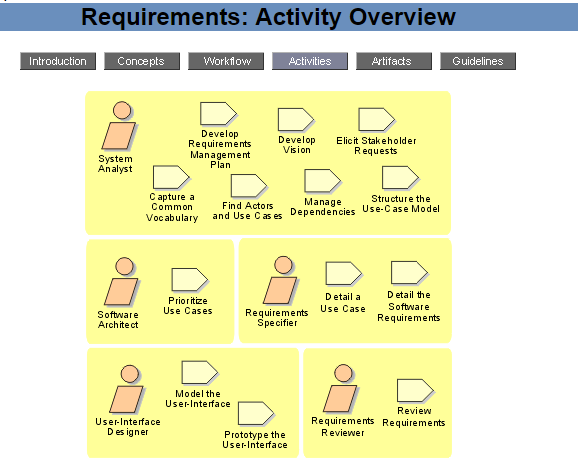 Requirements: Activity Overview
Introduction
Concepts
Workflow
Activities
Artifacts
Guidelines
System
Analyst
Develop
Requirements
Management
Plan
Develop
Vision
Elicit Stakeholder
Requests
Capture a
Common
Vocabulary
Find Actors
and Use Cases
Manage
Dependencies
Structure the
Use-Case Model
Software
Architect
Prioritize
Use Cases
Requirements
Specifier
Detail a
Use Case
Detail the
Software
Requirements
User-Interface
Designer
Model the
User-Interface
Prototype the
User-Interface
Requirements
Reviewer
Review
Requirements